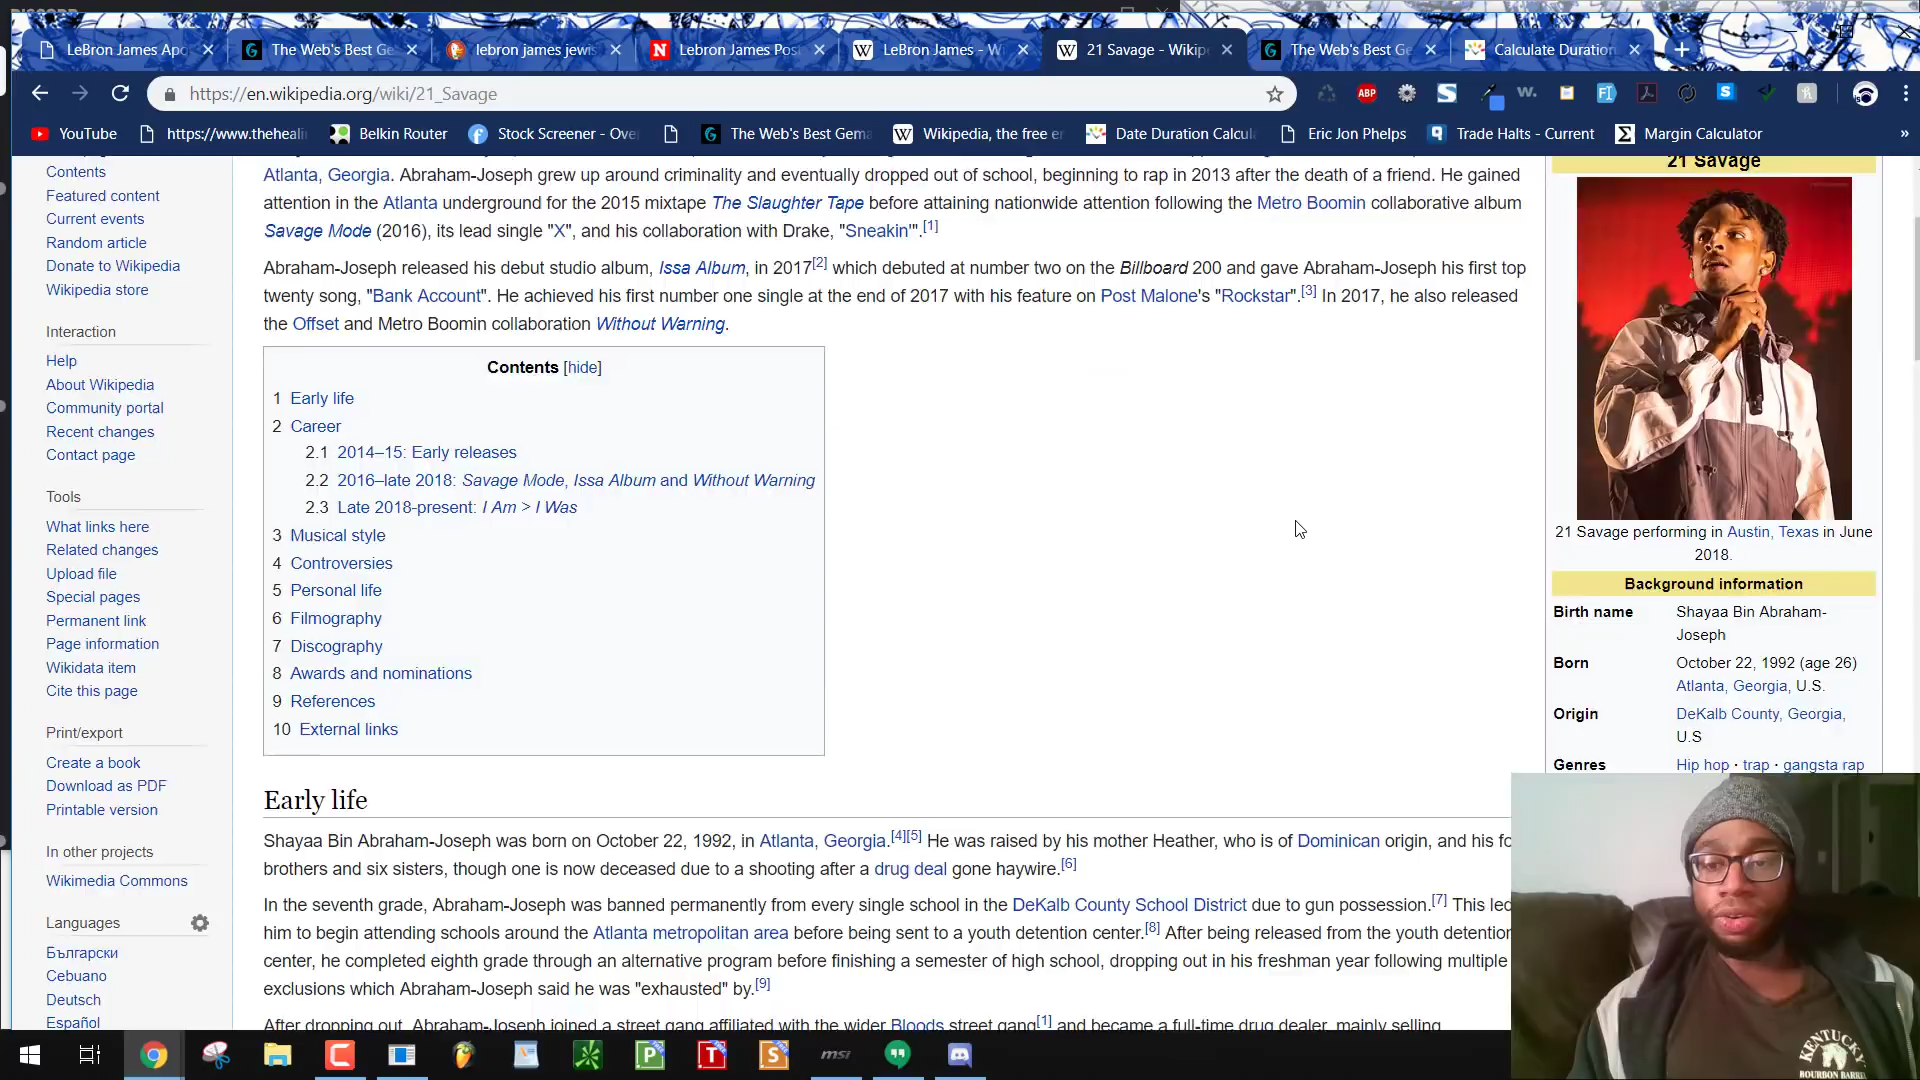 LeBron James Apo
The Web's Best Ge
lebron james jewis
Lebron James Pos
LeBron James - Wi
21 Savage - Wikip
The Web's Best Ge
Calculate Duration
https://en.wikipedia.org/wiki/21_Savage
YouTube
https://www.theheali
Belkin Router
Stock Screener - Ove
The Web's Best Gema
Wikipedia, the free e
Date Duration Calcul
Eric Jon Phelps
Trade Halts - Current
Margin Calculator
Contents
Featured content
Current events
Random article
Donate to Wikipedia
Wikipedia store
Interaction
Help
About Wikipedia
Community portal
Recent changes
Contact page
Tools
What links here
Related changes
Upload file
Special pages
Permanent link
Page information
Wikidata item
Cite this page
Print/export
Create a book
Download as PDF
Printable version
In other projects
Wikimedia Commons
Languages
Български
Cebuano
Deutsch
Español
Atlanta, Georgia. Abraham-Joseph grew up around criminality and eventually dropped out of school, beginning to rap in 2013 after the death of a friend. He gained
attention in the Atlanta underground for the 2015 mixtape The Slaughter Tape before attaining nationwide attention following the Metro Boomin collaborative album
Savage Mode (2016), its lead single "X", and his collaboration with Drake, "Sneakin'".[1]
Abraham-Joseph released his debut studio album, Issa Album, in 2017[2] which debuted at number two on the Billboard 200 and gave Abraham-Joseph his first top
twenty song, "Bank Account". He achieved his first number one single at the end of 2017 with his feature on Post Malone's "Rockstar".[3] In 2017, he also released
the Offset and Metro Boomin collaboration Without Warning.
Contents [hide]
1 Early life
2 Career
2.1 2014–15: Early releases
2.2 2016–late 2018: Savage Mode, Issa Album and Without Warning
2.3 Late 2018-present: I Am > I Was
3 Musical style
4 Controversies
5 Personal life
6 Filmography
7 Discography
8 Awards and nominations
9 References
10 External links
Early life
Shayaa Bin Abraham-Joseph was born on October 22, 1992, in Atlanta, Georgia.[4][5] He was raised by his mother Heather, who is of Dominican origin, and his fo
brothers and six sisters, though one is now deceased due to a shooting after a drug deal gone haywire.[6]
In the seventh grade, Abraham-Joseph was banned permanently from every single school in the DeKalb County School District due to gun possession.[7] This led
him to begin attending schools around the Atlanta metropolitan area before being sent to a youth detention center.[8] After being released from the youth detention
center, he completed eighth grade through an alternative program before finishing a semester of high school, dropping out in his freshman year following multiple
exclusions which Abraham-Joseph said he was "exhausted" by.[9]
After dropping out, Abraham-Joseph joined a street gang affiliated with the wider Bloods street gang[1] and became a full-time drug dealer, mainly selling
21 Savage
21 Savage performing in Austin, Texas in June
2018.
Background information
Birth name Shayaa Bin Abraham-
Joseph
Born October 22, 1992 (age 26)
Atlanta, Georgia, U.S.
Origin DeKalb County, Georgia,
U.S
Genres Hip hop · trap · gangsta rap
KENTUCKY
BOURBON BARRE
ABP
msi